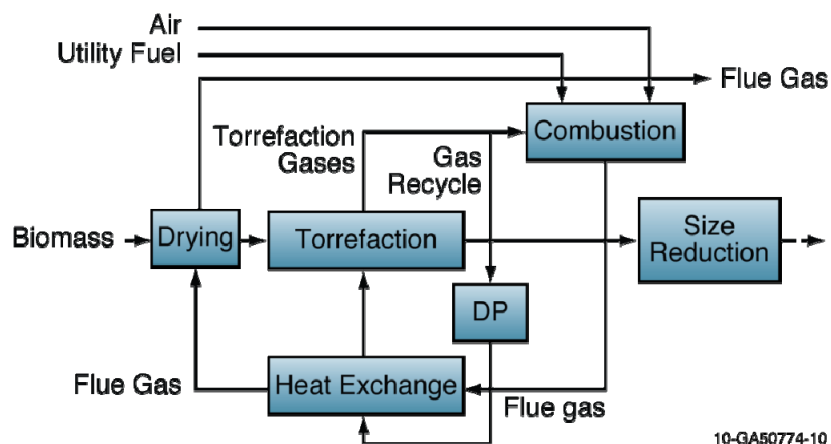 Air
Utility Fuel
Flue Gas
Combustion
Torrefaction
Gases
Gas
Recycle
Biomass
Drying
Torrefaction
Size
Reduction
DP
Flue Gas
Heat Exchange
Flue gas
10-GA50774-10